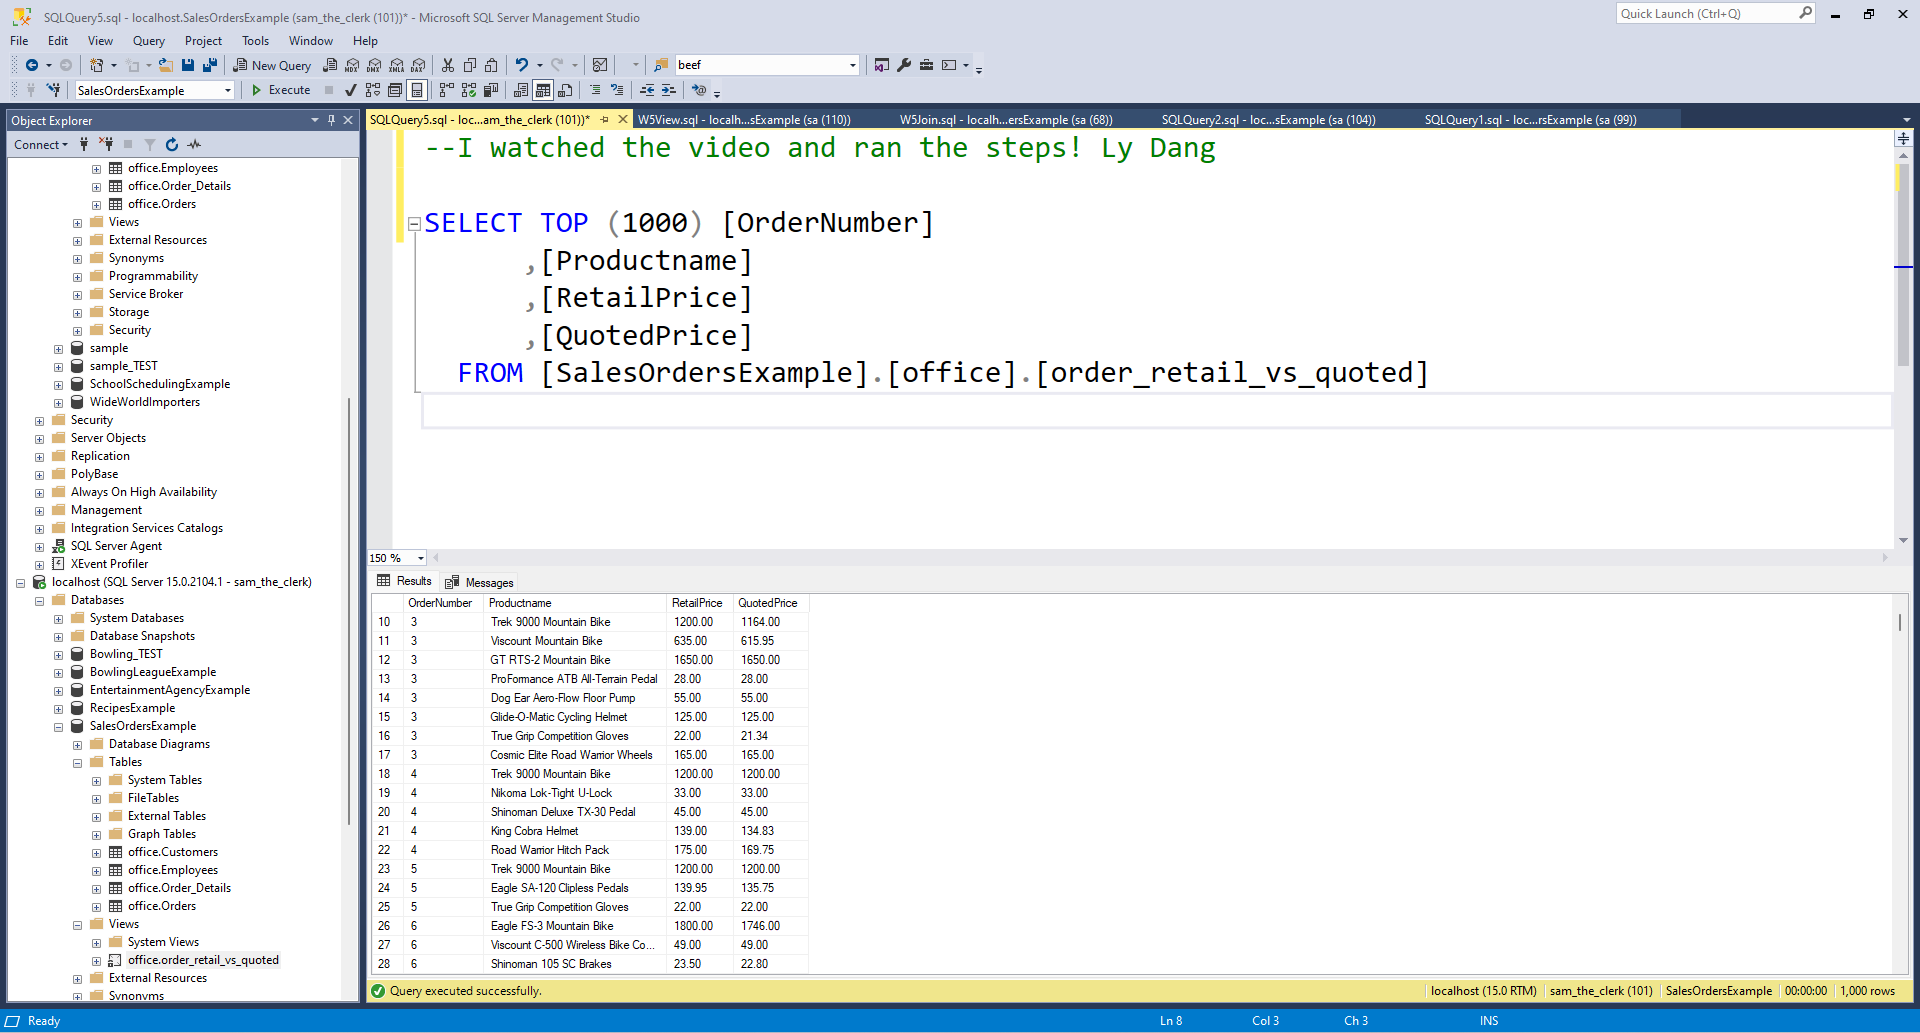 SQLQuery5.sql - localhost.SalesOrdersExample (sam_the_clerk (101))* - Microsoft SQL Server Management Studio
Quick Launch (Ctrl+Q)
File Edit View Query Project Tools Window Help
New Query MDX DMX XMLA DAX beef
SalesOrdersExample Execute
Object Explorer
Connect
office.Employees
office.Order_Details
office.Orders
Views
External Resources
Synonyms
Programmability
Service Broker
Storage
Security
sample
sample_TEST
SchoolSchedulingExample
WideWorldImporters
Security
Server Objects
Replication
PolyBase
Always On High Availability
Management
Integration Services Catalogs
SQL Server Agent
XEvent Profiler
localhost (SQL Server 15.0.2104.1 - sam_the_clerk)
Databases
System Databases
Database Snapshots
Bowling_TEST
BowlingLeagueExample
EntertainmentAgencyExample
RecipesExample
SalesOrdersExample
Database Diagrams
Tables
System Tables
FileTables
External Tables
Graph Tables
office.Customers
office.Employees
office.Order_Details
office.Orders
Views
System Views
office.order_retail_vs_quoted
External Resources
Synonyms
SQLQuery5.sql - loc...am_the_clerk (101))* W5View.sql - localh...sExample (sa (110)) W5Join.sql - localh...ersExample (sa (68)) SQLQuery2.sql - loc...sExample (sa (104)) SQLQuery1.sql - loc...rsExample (sa (99))
--I watched the video and ran the steps! Ly Dang
SELECT TOP (1000) [OrderNumber]
,[Productname]
,[RetailPrice]
,[QuotedPrice]
FROM [SalesOrdersExample].[office].[order_retail_vs_quoted]
150 %
Results Messages
OrderNumber Productname RetailPrice QuotedPrice
10 3 Trek 9000 Mountain Bike 1200.00 1164.00
11 3 Viscount Mountain Bike 635.00 615.95
12 3 GT RTS-2 Mountain Bike 1650.00 1650.00
13 3 ProFormance ATB All-Terrain Pedal 28.00 28.00
14 3 Dog Ear Aero-Flow Floor Pump 55.00 55.00
15 3 Glide-O-Matic Cycling Helmet 125.00 125.00
16 3 True Grip Competition Gloves 22.00 21.34
17 3 Cosmic Elite Road Warrior Wheels 165.00 165.00
18 4 Trek 9000 Mountain Bike 1200.00 1200.00
19 4 Nikoma Lok-Tight U-Lock 33.00 33.00
20 4 Shinoman Deluxe TX-30 Pedal 45.00 45.00
21 4 King Cobra Helmet 139.00 134.83
22 4 Road Warrior Hitch Pack 175.00 169.75
23 5 Trek 9000 Mountain Bike 1200.00 1200.00
24 5 Eagle SA-120 Clipless Pedals 139.95 135.75
25 5 True Grip Competition Gloves 22.00 22.00
26 6 Eagle FS-3 Mountain Bike 1800.00 1746.00
27 6 Viscount C-500 Wireless Bike Co... 49.00 49.00
28 6 Shinoman 105 SC Brakes 23.50 22.80
Query executed successfully. localhost (15.0 RTM) sam_the_clerk (101) SalesOrdersExample 00:00:00 1,000 rows
Ready Ln 8 Col 3 Ch 3 INS